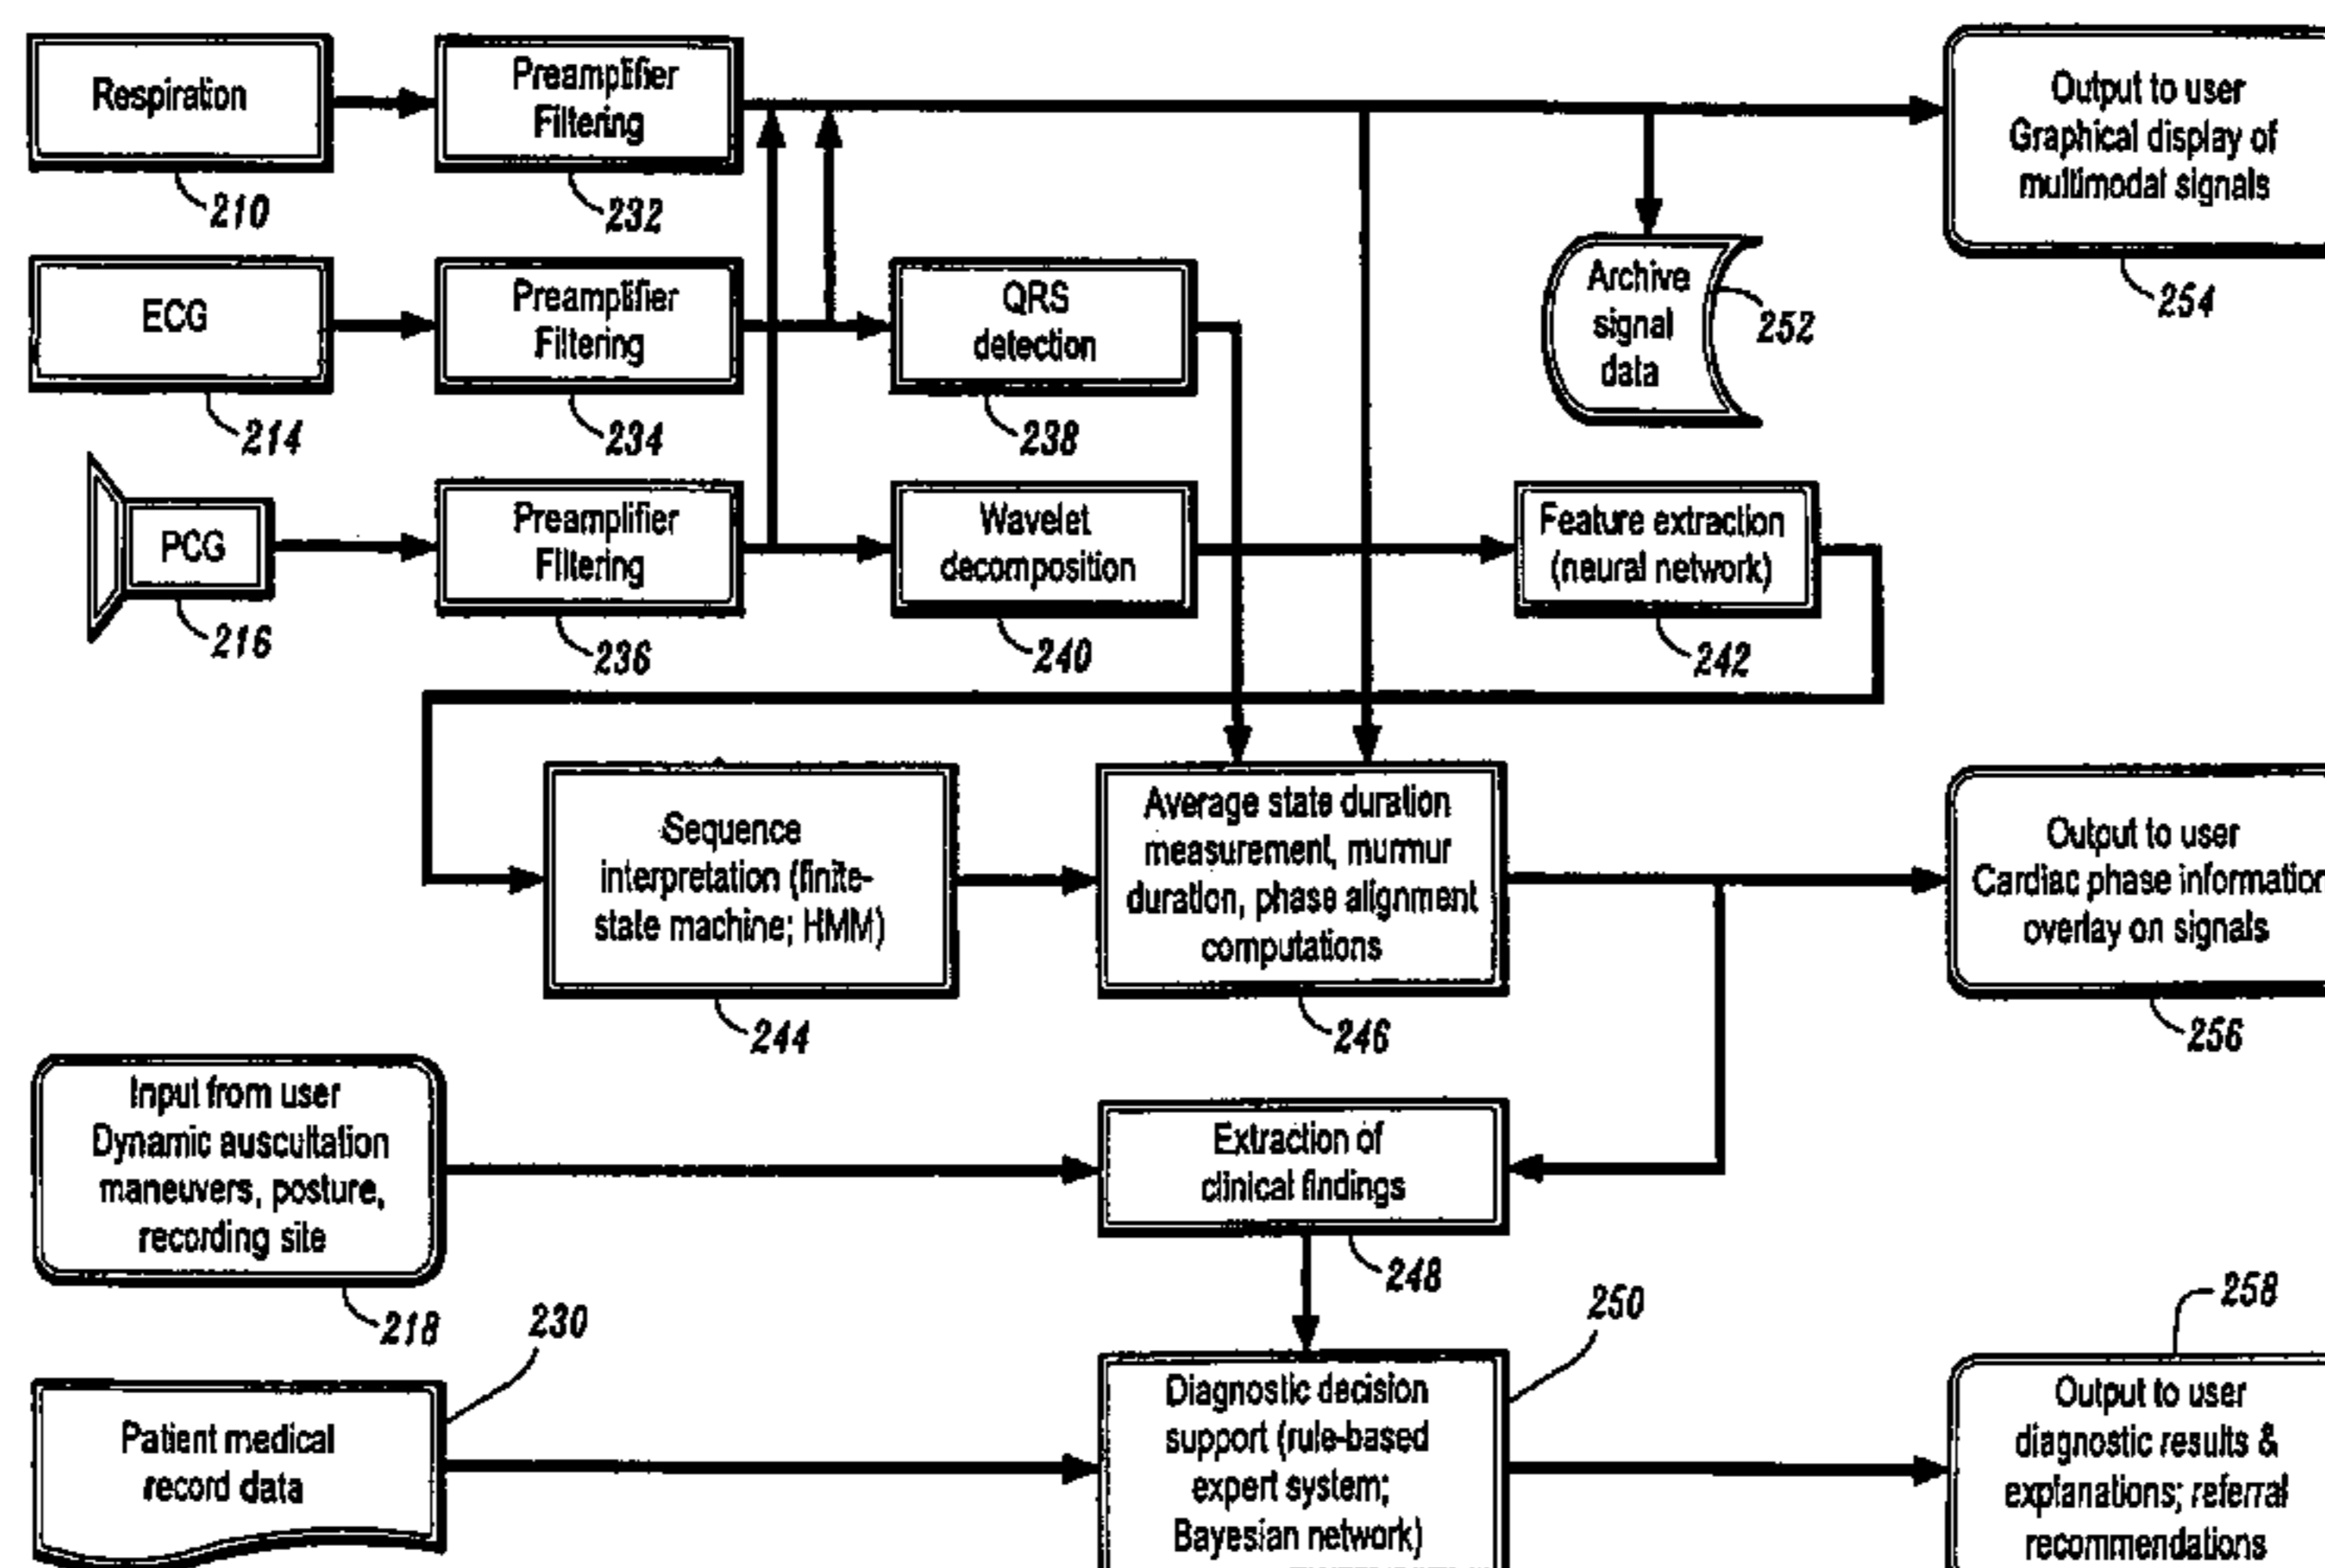 Respiration
210
Preamplifier
Filtering
232
Output to user
Graphical display of
multimodal signals
254
ECG
214
Preamplifier
Filtering
234
QRS
detection
238
Archive
signal
data
252
PCG
216
Preamplifier
Filtering
236
Wavelet
decomposition
240
Feature extraction
(neural network)
242
Sequence
interpretation (finite-
state machine; HMM)
244
Average state duration
measurement, murmur
duration, phase alignment
computations
246
Output to user
Cardiac phase information
overlay on signals
256
Input from user
Dynamic auscultation
maneuvers, posture,
recording site
218
Extraction of
clinical findings
248
Patient medical
record data
230
Diagnostic decision
support (rule-based
expert system;
Bayesian network)
250
Output to user
diagnostic results &
explanations; referral
recommendations
258